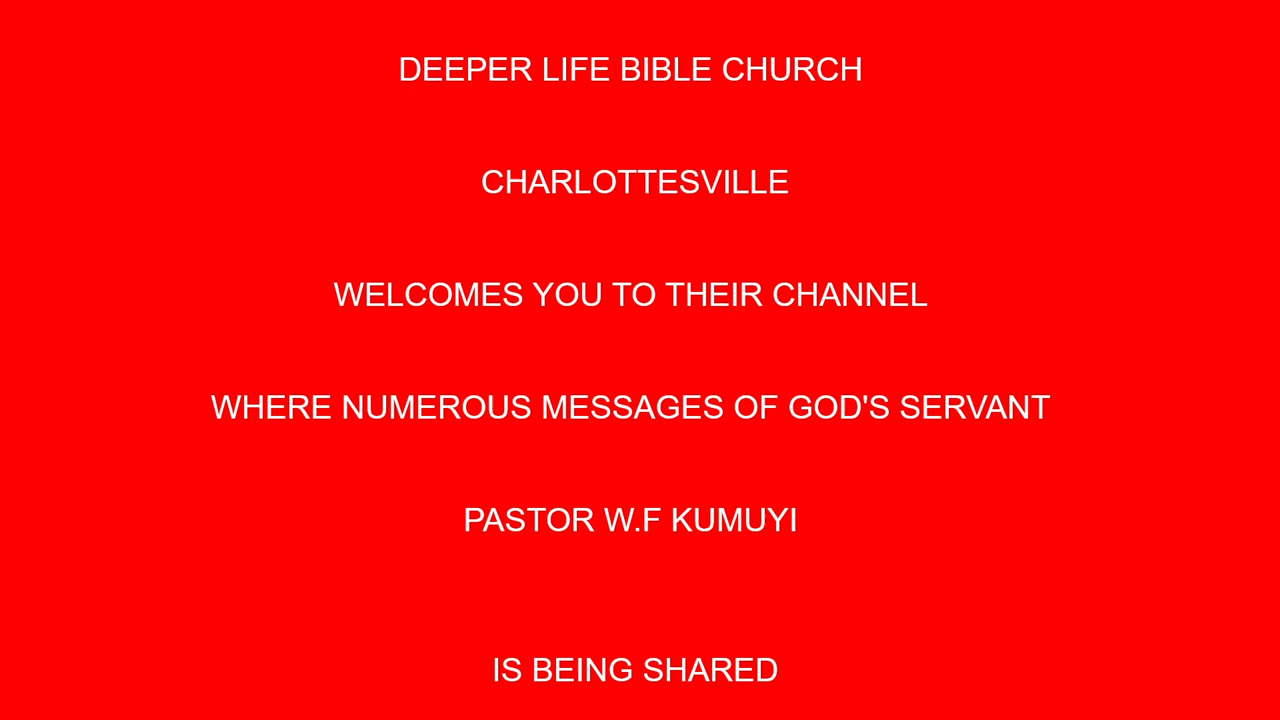 DEEPER LIFE BIBLE CHURCH
CHARLOTTESVILLE
WELCOMES YOU TO THEIR CHANNEL
WHERE NUMEROUS MESSAGES OF GOD'S SERVANT
PASTOR W.F KUMUYI
IS BEING SHARED